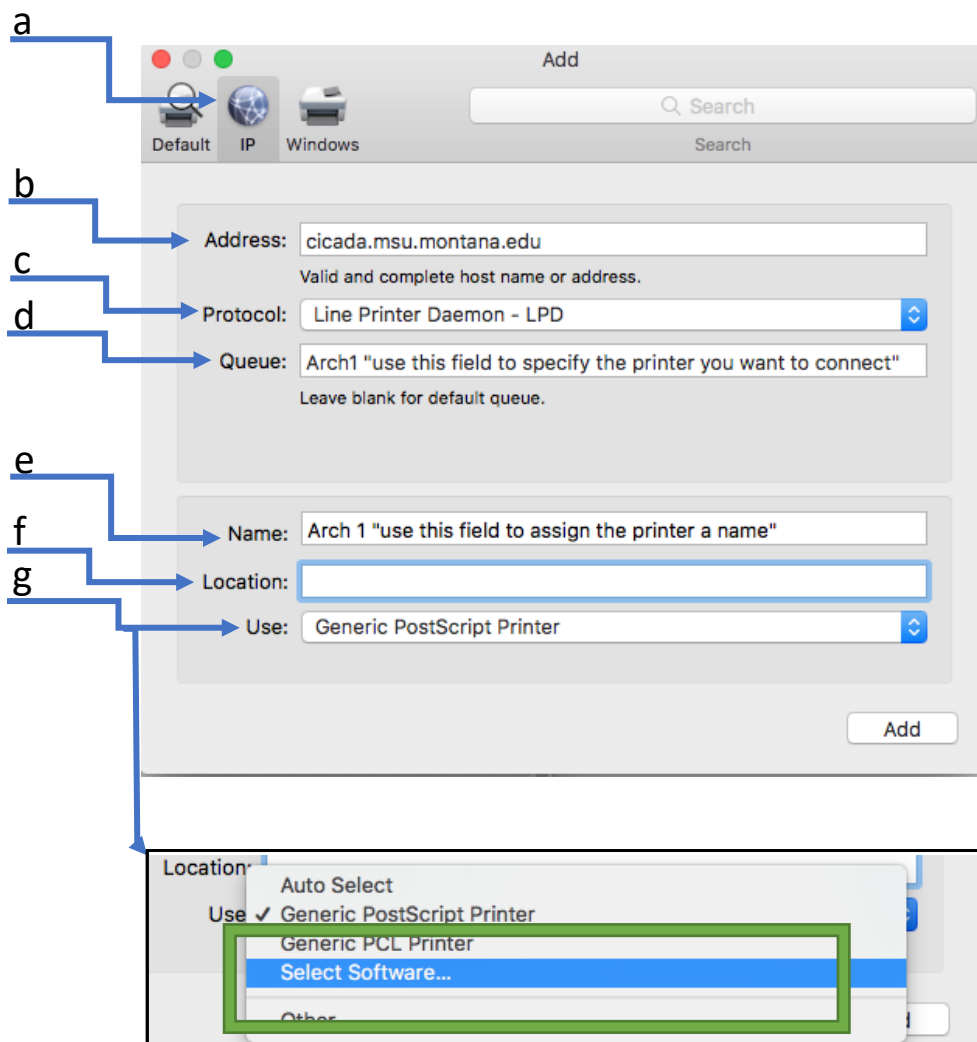 a
Add
Search
Default IP Windows
Search
b
Address: cicada.msu.montana.edu
Valid and complete host name or address.
c
Protocol: Line Printer Daemon - LPD
d
Queue: Arch1 "use this field to specify the printer you want to connect"
Leave blank for default queue.
e
Name: Arch 1 "use this field to assign the printer a name"
f
Location:
g
Use: Generic PostScript Printer
Add
Location:
Auto Select
Use ✓ Generic PostScript Printer
Generic PCL Printer
Select Software...
Other
d